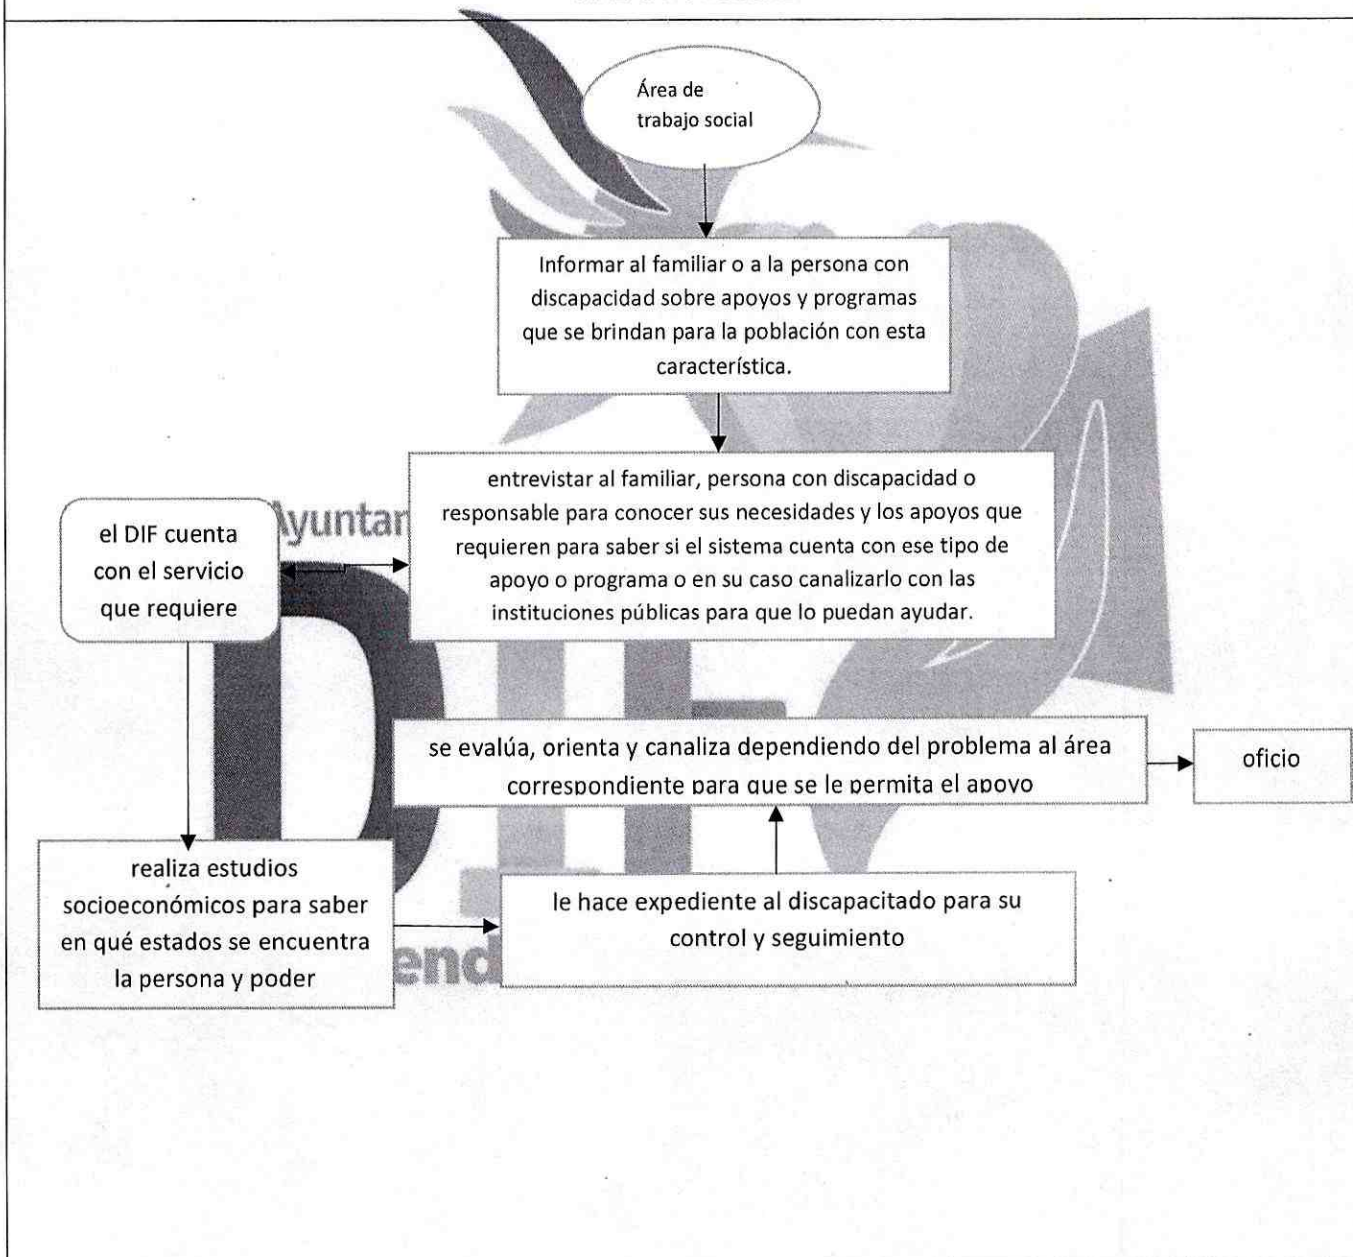 Área de
trabajo social
Informar al familiar o a la persona con
discapacidad sobre apoyos y programas
que se brindan para la población con esta
característica.
entrevistar al familiar, persona con discapacidad o
responsable para conocer sus necesidades y los apoyos que
requieren para saber si el sistema cuenta con ese tipo de
apoyo o programa o en su caso canalizarlo con las
instituciones públicas para que lo puedan ayudar.
Ayuntam
el DIF cuenta
con el servicio
que requiere
DIF
se evalúa, orienta y canaliza dependiendo del problema al área
correspondiente para que se le permita el apoyo
oficio
realiza estudios
socioeconómicos para saber
en qué estados se encuentra
la persona y poder
le hace expediente al discapacitado para su
control y seguimiento
end